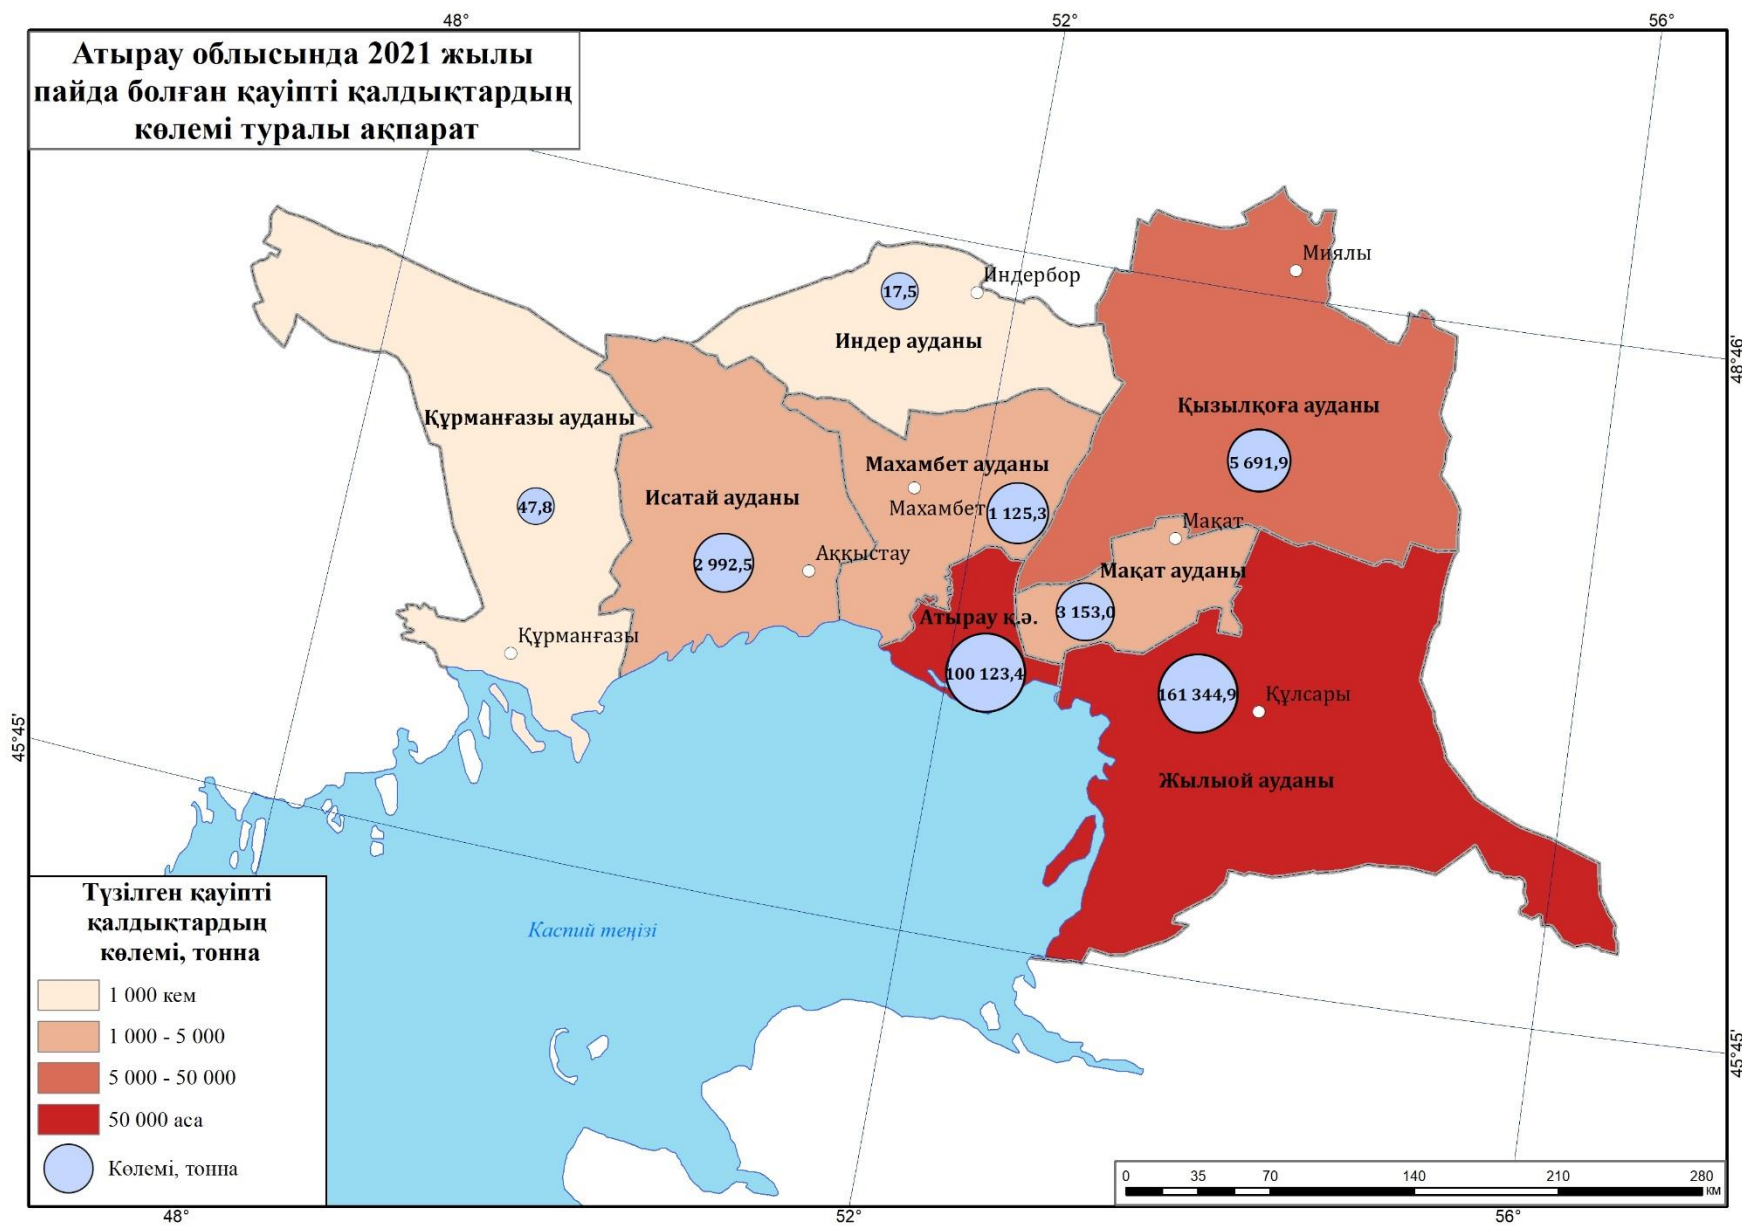 48°
52°
56°
Атырау облысында 2021 жылы
пайда болған қауіпті қалдықтардың
көлемі туралы ақпарат
Миялы
Индербор
17,5
Индер ауданы
48°46'
Құрманғазы ауданы
Қызылқоға ауданы
5 691,9
Махамбет ауданы
Исатай ауданы
47,8
Махамбет
1 125,3
Мақат
Аққыстау
2 992,5
Мақат ауданы
3 153,0
Атырау қ.ә.
Құрманғазы
100 123,4
161 344,9
Құлсары
45°45'
Жылыой ауданы
Каспий теңізі
Түзілген қауіпті
қалдықтардың
көлемі, тонна
1 000 кем
1 000 - 5 000
5 000 - 50 000
50 000 аса
Көлемі, тонна
45°45'
0 35 70 140 210 280
км
48°
52°
56°